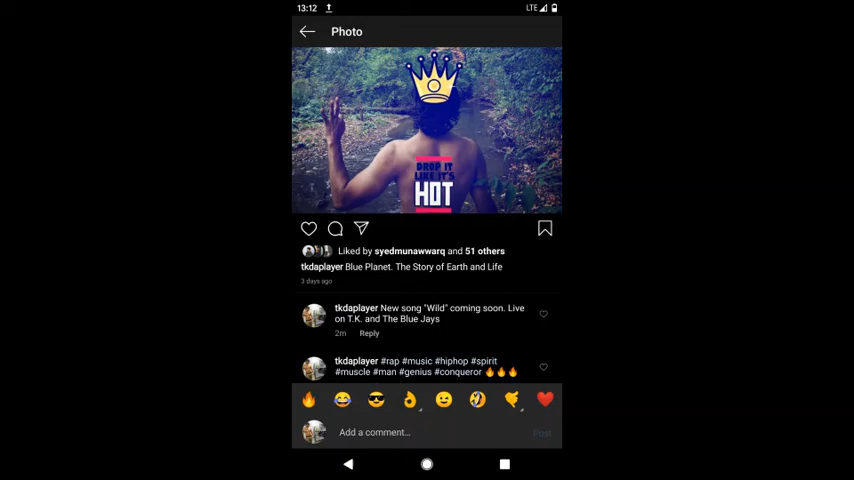 13:12
LTE
Photo
DROP IT
LIKE IT'S
HOT
Liked by syedmunawwarq and 51 others
tkdaplayer Blue Planet. The Story of Earth and Life
3 days ago
tkdaplayer New song "Wild" coming soon. Live
on T.K. and The Blue Jays
2m Reply
tkdaplayer #rap #music #hiphop #spirit
#muscle #man #genius #conqueror 🔥🔥🔥
Add a comment...
Post